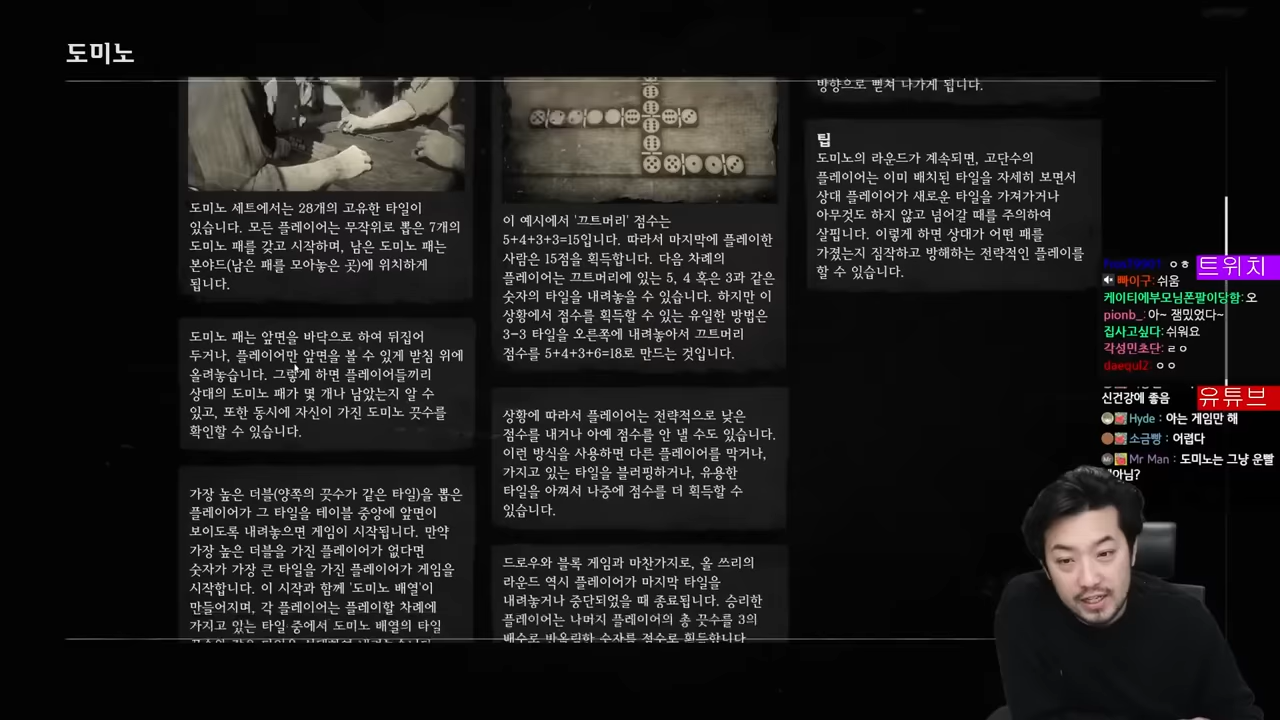 도미노
도미노 세트에서는 28개의 고유한 타일이
있습니다. 모든 플레이어는 무작위로 뽑은 7개의
도미노 패를 갖고 시작하며, 남은 도미노 패는
본야드(남은 패를 모아놓은 곳)에 위치하게
됩니다.
도미노 패는 앞면을 바닥으로 하여 뒤집어
두거나, 플레이어만 앞면을 볼 수 있게 받침 위에
올려놓습니다. 그렇게 하면 플레이어들끼리
상대의 도미노 패가 몇 개나 남았는지 알 수
있고, 또한 동시에 자신이 가진 도미노 끗수를
확인할 수 있습니다.
가장 높은 더블(양쪽의 끗수가 같은 타일)을 뽑은
플레이어가 그 타일을 테이블 중앙에 앞면이
보이도록 내려놓으면 게임이 시작됩니다. 만약
가장 높은 더블을 가진 플레이어가 없다면
숫자가 가장 큰 타일을 가진 플레이어가 게임을
시작합니다. 이 시작과 함께 '도미노 배열'이
만들어지며, 각 플레이어는 플레이할 차례에
가지고 있는 타일 중에서 도미노 배열의 타일
이 예시에서 '끄트머리' 점수는
5+4+3+3=15입니다. 따라서 마지막에 플레이한
사람은 15점을 획득합니다. 다음 차례의
플레이어는 끄트머리에 있는 5, 4 혹은 3과 같은
숫자의 타일을 내려놓을 수 있습니다. 하지만 이
상황에서 점수를 획득할 수 있는 유일한 방법은
3-3 타일을 오른쪽에 내려놓아서 끄트머리
점수를 5+4+3+6=18로 만드는 것입니다.
상황에 따라서 플레이어는 전략적으로 낮은
점수를 내거나 아예 점수를 안 낼 수도 있습니다.
이런 방식을 사용하면 다른 플레이어를 막거나,
가지고 있는 타일을 블러핑하거나, 유용한
타일을 아껴서 나중에 점수를 더 획득할 수
있습니다.
드로우와 블록 게임과 마찬가지로, 올 쓰리의
라운드 역시 플레이어가 마지막 타일을
내려놓거나 중단되었을 때 종료됩니다. 승리한
플레이어는 나머지 플레이어의 총 끗수를 3의
배수로 반올림한 숫자를 점수로 획득합니다
방향으로 뻗쳐 나가게 됩니다.
팁
도미노의 라운드가 계속되면, 고단수의
플레이어는 이미 배치된 타일을 자세히 보면서
상대 플레이어가 새로운 타일을 가져가거나
아무것도 하지 않고 넘어갈 때를 주의하여
살핍니다. 이렇게 하면 상대가 어떤 패를
가졌는지 짐작하고 방해하는 전략적인 플레이를
할 수 있습니다.
ㅇㅎ
트위치
빠이구: 쉬움
케이티에부모님폰팔이당함: 오
pionb_: 아~ 잼밌었다~
집사고싶다: 쉬워요
각성민초단: ㄹㅇ
daequl2: ㅇㅇ
신건강에 좋음
유튜브
Hyde : 아는 게임만 해
소금빵 : 어렵다
Mr Man : 도미노는 그냥 운빨
아님?